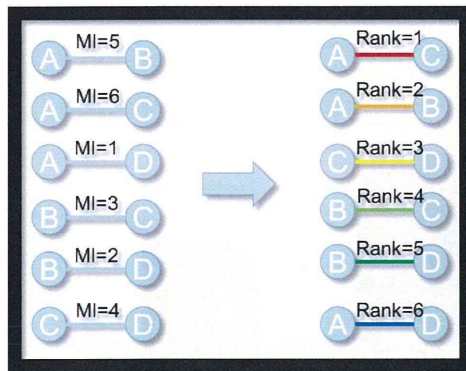 MI=5
A B
MI=6
A C
MI=1
A D
MI=3
B C
MI=2
B D
MI=4
C D
Rank=1
A C
Rank=2
A B
Rank=3
C D
Rank=4
B C
Rank=5
B D
Rank=6
A D